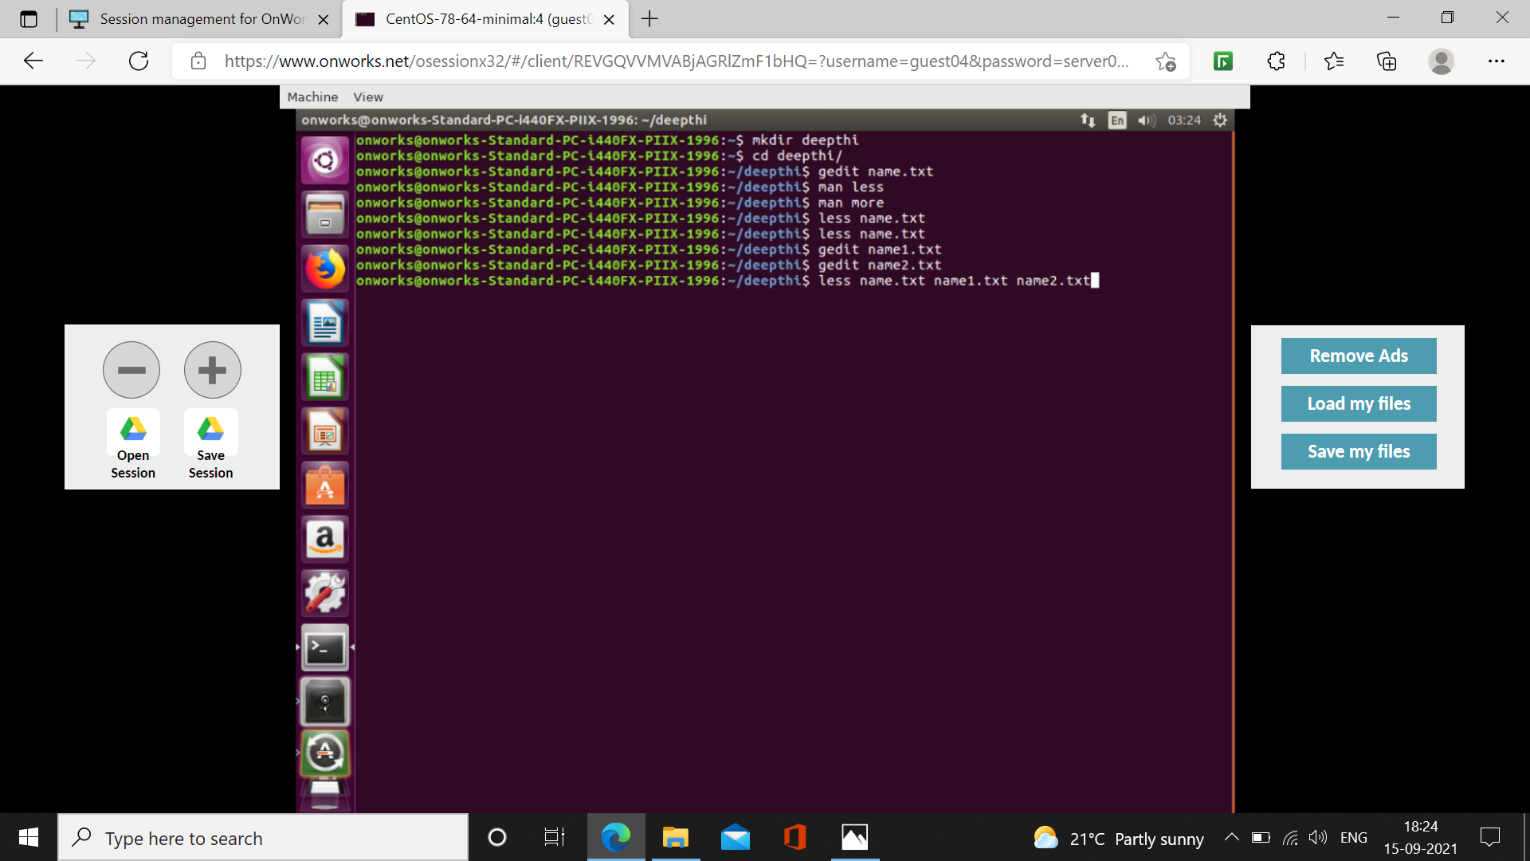 Session management for OnWor
CentOS-78-64-minimal:4 (guest0
https://www.onworks.net/osessionx32/#/client/REVGQVVMVABjAGRlZmF1bHQ=?username=guest04&password=server0...
Machine View
onworks@onworks-Standard-PC-i440FX-PIIX-1996: ~/deepthi
En
03:24
onworks@onworks-Standard-PC-i440FX-PIIX-1996:~$ mkdir deepthi
onworks@onworks-Standard-PC-i440FX-PIIX-1996:~$ cd deepthi/
onworks@onworks-Standard-PC-i440FX-PIIX-1996:~/deepthi$ gedit name.txt
onworks@onworks-Standard-PC-i440FX-PIIX-1996:~/deepthi$ man less
onworks@onworks-Standard-PC-i440FX-PIIX-1996:~/deepthi$ man more
onworks@onworks-Standard-PC-i440FX-PIIX-1996:~/deepthi$ less name.txt
onworks@onworks-Standard-PC-i440FX-PIIX-1996:~/deepthi$ less name.txt
onworks@onworks-Standard-PC-i440FX-PIIX-1996:~/deepthi$ gedit name1.txt
onworks@onworks-Standard-PC-i440FX-PIIX-1996:~/deepthi$ gedit name2.txt
onworks@onworks-Standard-PC-i440FX-PIIX-1996:~/deepthi$ less name.txt name1.txt name2.txt
Open
Session
Save
Session
Remove Ads
Load my files
Save my files
Type here to search
21°C Partly sunny
ENG
18:24
15-09-2021